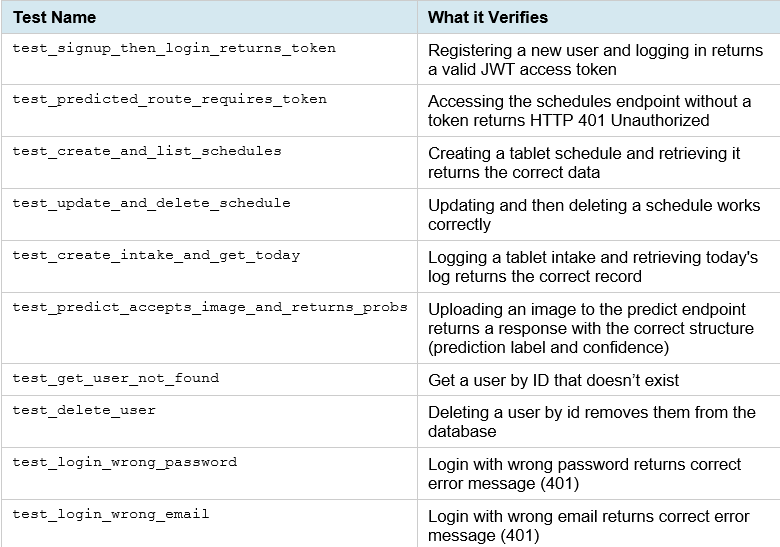 Test Name What it Verifies
test_signup_then_login_returns_token Registering a new user and logging in returns
a valid JWT access token
test_predicted_route_requires_token Accessing the schedules endpoint without a
token returns HTTP 401 Unauthorized
test_create_and_list_schedules Creating a tablet schedule and retrieving it
returns the correct data
test_update_and_delete_schedule Updating and then deleting a schedule works
correctly
test_create_intake_and_get_today Logging a tablet intake and retrieving today's
log returns the correct record
test_predict_accepts_image_and_returns_probs Uploading an image to the predict endpoint
returns a response with the correct structure
(prediction label and confidence)
test_get_user_not_found Get a user by ID that doesn’t exist
test_delete_user Deleting a user by id removes them from the
database
test_login_wrong_password Login with wrong password returns correct
error message (401)
test_login_wrong_email Login with wrong email returns correct error
message (401)